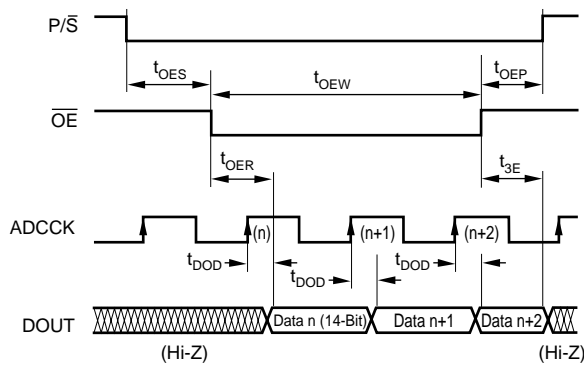 P/S̅
tOES
tOEW
tOEP
O̅E̅
tOER
t3E
ADCCK
(n)
(n+1)
(n+2)
tDOD
tDOD
tDOD
DOUT
Data n (14-Bit)
Data n+1
Data n+2
(Hi-Z)
(Hi-Z)